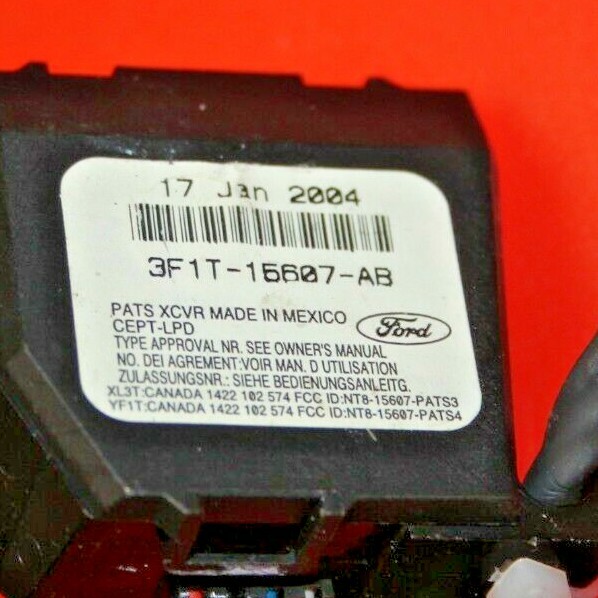 17 Jan 2004
3F1T-15607-AB
PATS XCVR MADE IN MEXICO
CEPT-LPD
Ford
TYPE APPROVAL NR. SEE OWNER'S MANUAL
NO. DEI AGREMENT:VOIR MAN. D UTILISATION
ZULASSUNGSNR.: SIEHE BEDIENUNGSANLEITG.
XL3T:CANADA 1422 102 574 FCC ID:NT8-15607-PATS3
YF1T:CANADA 1422 102 574 FCC ID:NT8-15607-PATS4